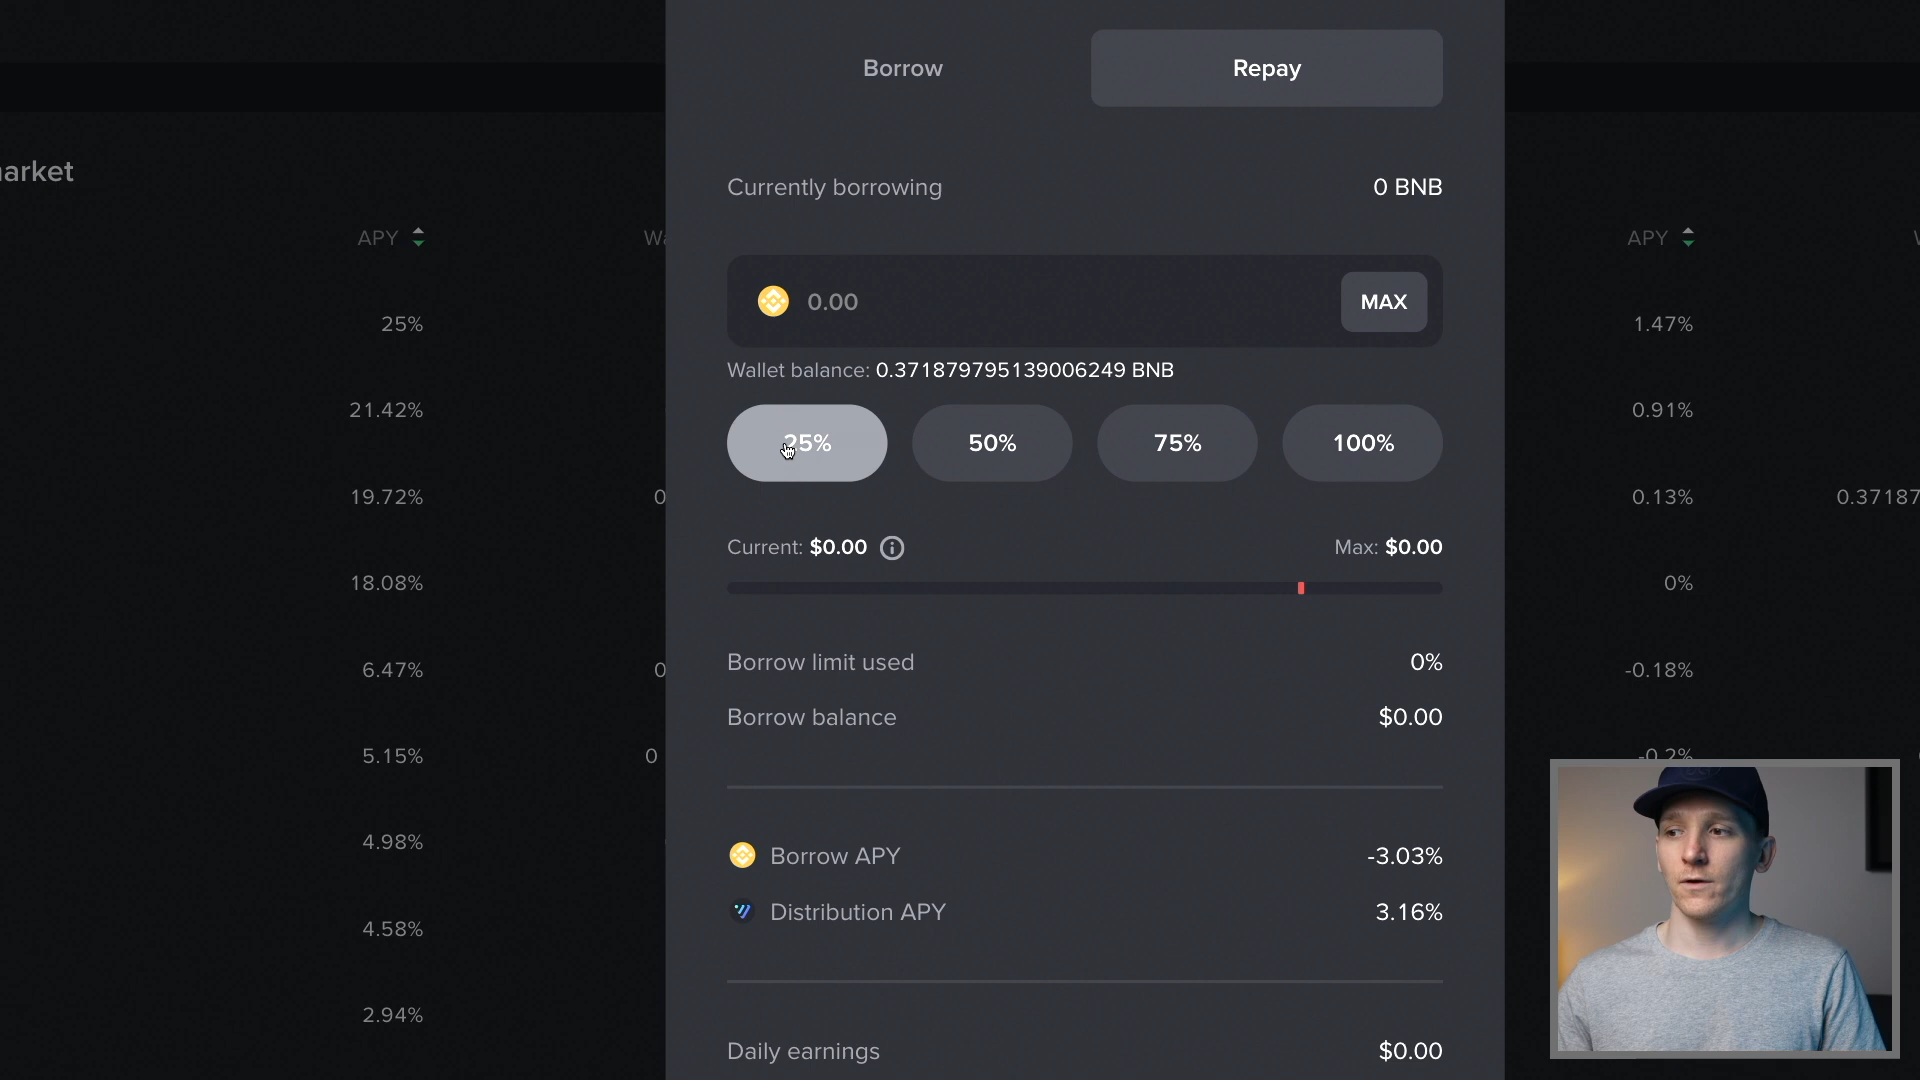 Borrow Repay
arket
Currently borrowing 0 BNB
APY Wa APY
0.00 MAX
25% 1.47%
Wallet balance: 0.371879795139006249 BNB
21.42% 0.91%
25% 50% 75% 100%
19.72% 0 0.13% 0.37187
Current: $0.00 Max: $0.00
18.08% 0%
Borrow limit used 0%
6.47% 0 -0.18%
Borrow balance $0.00
5.15% 0 -0.2%
4.98%
Borrow APY -3.03%
Distribution APY 3.16%
4.58%
2.94%
Daily earnings $0.00